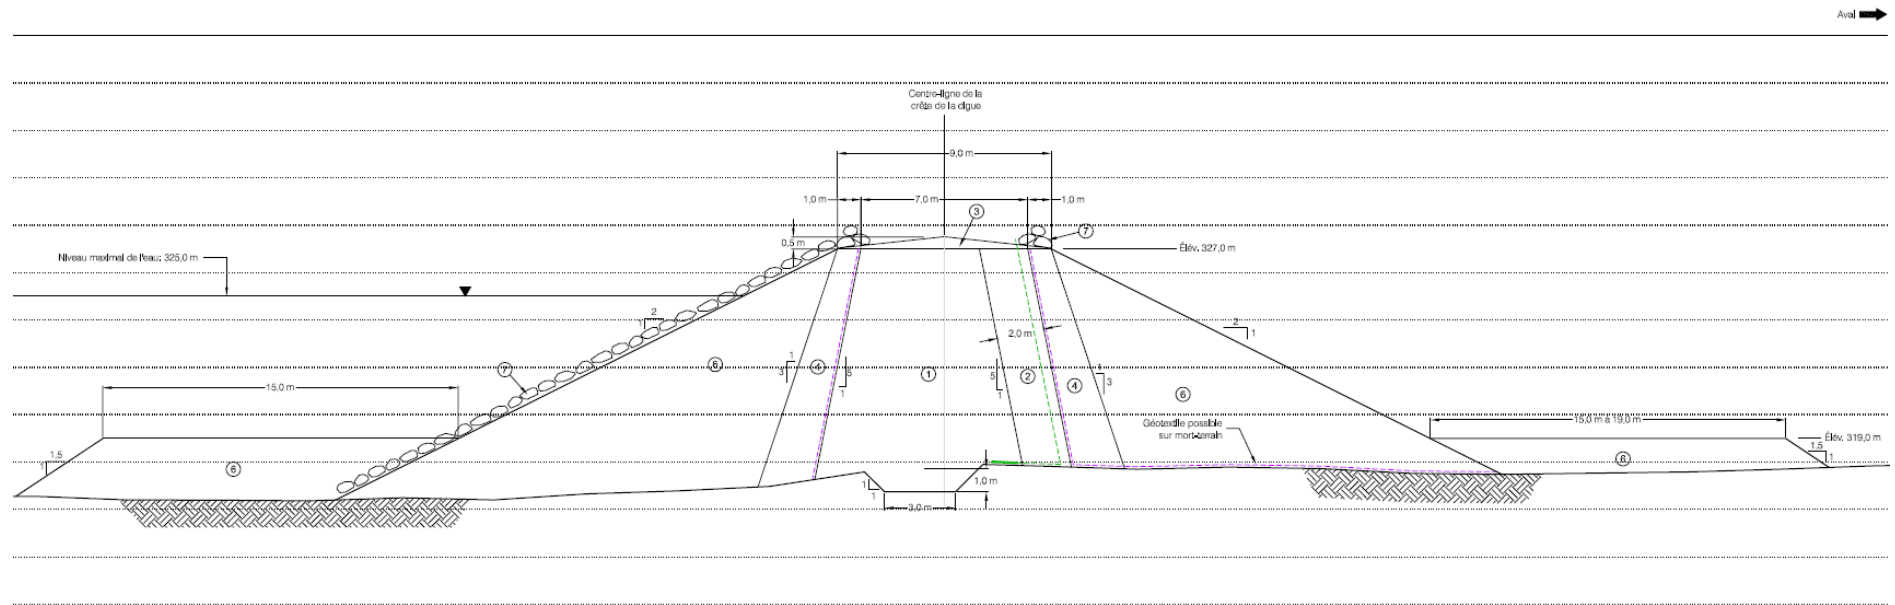 Aval
Centre-ligne de la
crête de la digue
9,0 m
1,0 m
7,0 m
1,0 m
3
7
0,5 m
Élév. 327,0 m
Niveau maximal de l'eau: 325,0 m
2
1
2
1
2,0 m
7
6
1
3
4
5
1
1
5
1
2
4
1
3
6
15,0 m
15,0 m à 19,0 m
Géotextile possible
sur mort-terrain
Élév. 319,0 m
1,5
1
6
1,5
1
6
1
1
1,0 m
3,0 m